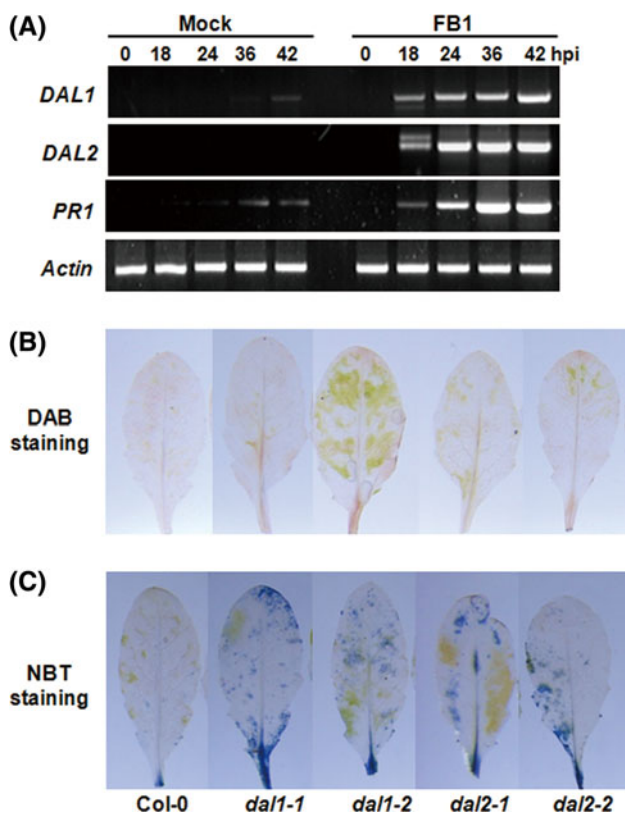 (A) Mock FB1
0 18 24 36 42 0 18 24 36 42 hpi
DAL1
DAL2
PR1
Actin
(B)
DAB
staining
(C)
NBT
staining
Col-0 dal1-1 dal1-2 dal2-1 dal2-2